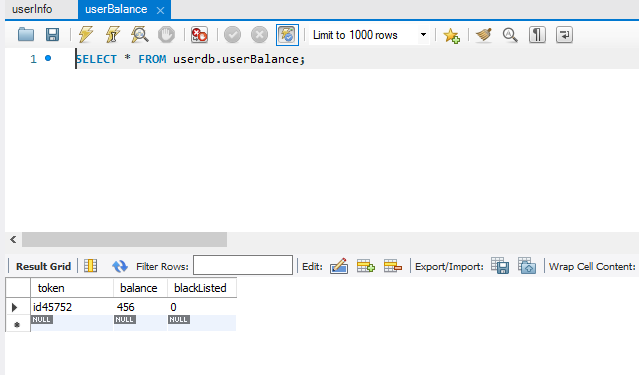 userInfo
userBalance
Limit to 1000 rows
1 SELECT * FROM userdb.userBalance;
Result Grid Filter Rows: Edit: Export/Import: Wrap Cell Content:
token balance blackListed
id45752 456 0
NULL NULL NULL